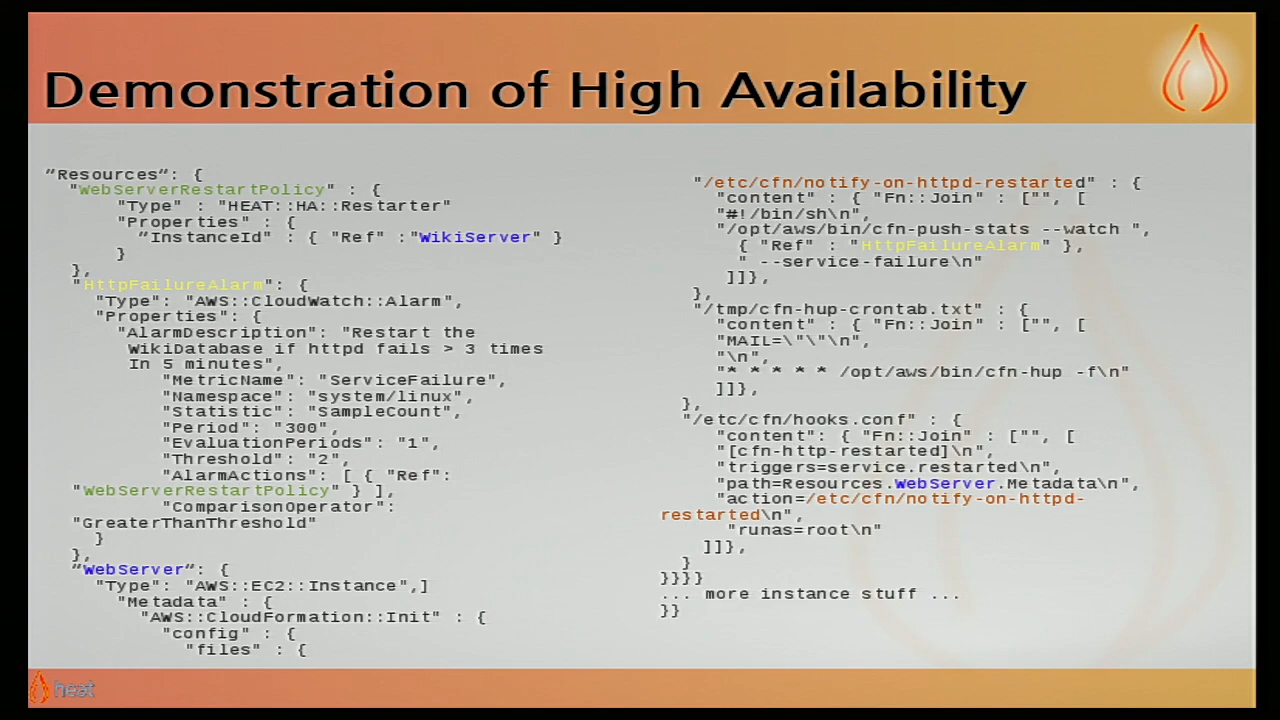 Demonstration of High Availability
“Resources“: {
"WebServerRestartPolicy" : {
"Type" : "HEAT::HA::Restarter"
"Properties" : {
“InstanceId" : { "Ref" :"WikiServer" }
}
},
"HttpFailureAlarm": {
"Type": "AWS::CloudWatch::Alarm",
"Properties": {
"AlarmDescription": "Restart the
WikiDatabase if httpd fails > 3 times
In 5 minutes",
"MetricName": "ServiceFailure",
"Namespace": "system/linux",
"Statistic": "SampleCount",
"Period": "300",
"EvaluationPeriods": "1",
"Threshold": "2",
"AlarmActions": [ { "Ref":
"WebServerRestartPolicy" } ],
"ComparisonOperator":
"GreaterThanThreshold"
}
},
“WebServer“: {
"Type": "AWS::EC2::Instance",]
"Metadata" : {
"AWS::CloudFormation::Init" : {
"config" : {
"files" : {
"/etc/cfn/notify-on-httpd-restarted" : {
"content" : { "Fn::Join" : ["", [
"#!/bin/sh\n",
"/opt/aws/bin/cfn-push-stats --watch ",
{ "Ref" : "HttpFailureAlarm" },
" --service-failure\n"
]]},
},
"/tmp/cfn-hup-crontab.txt" : {
"content" : { "Fn::Join" : ["", [
"MAIL=\"\"\n",
"\n",
"* * * * * /opt/aws/bin/cfn-hup -f\n"
]]},
},
"/etc/cfn/hooks.conf" : {
"content": { "Fn::Join" : ["", [
"[cfn-http-restarted]\n",
"triggers=service.restarted\n",
"path=Resources.WebServer.Metadata\n",
"action=/etc/cfn/notify-on-httpd-
restarted\n",
"runas=root\n"
]]},
}
}}}}
... more instance stuff ...
}}
heat